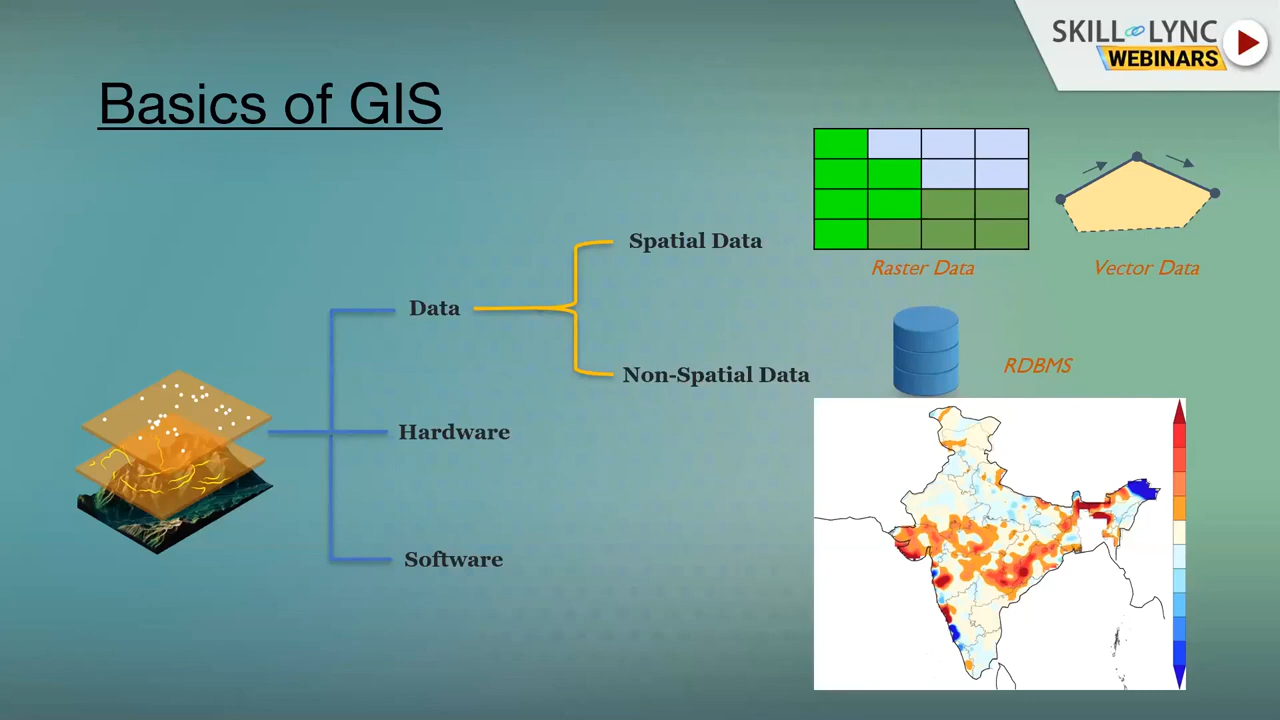 SKILL LYNC
WEBINARS
Basics of GIS
Spatial Data
Raster Data
Vector Data
Data
Non-Spatial Data
RDBMS
Hardware
Software